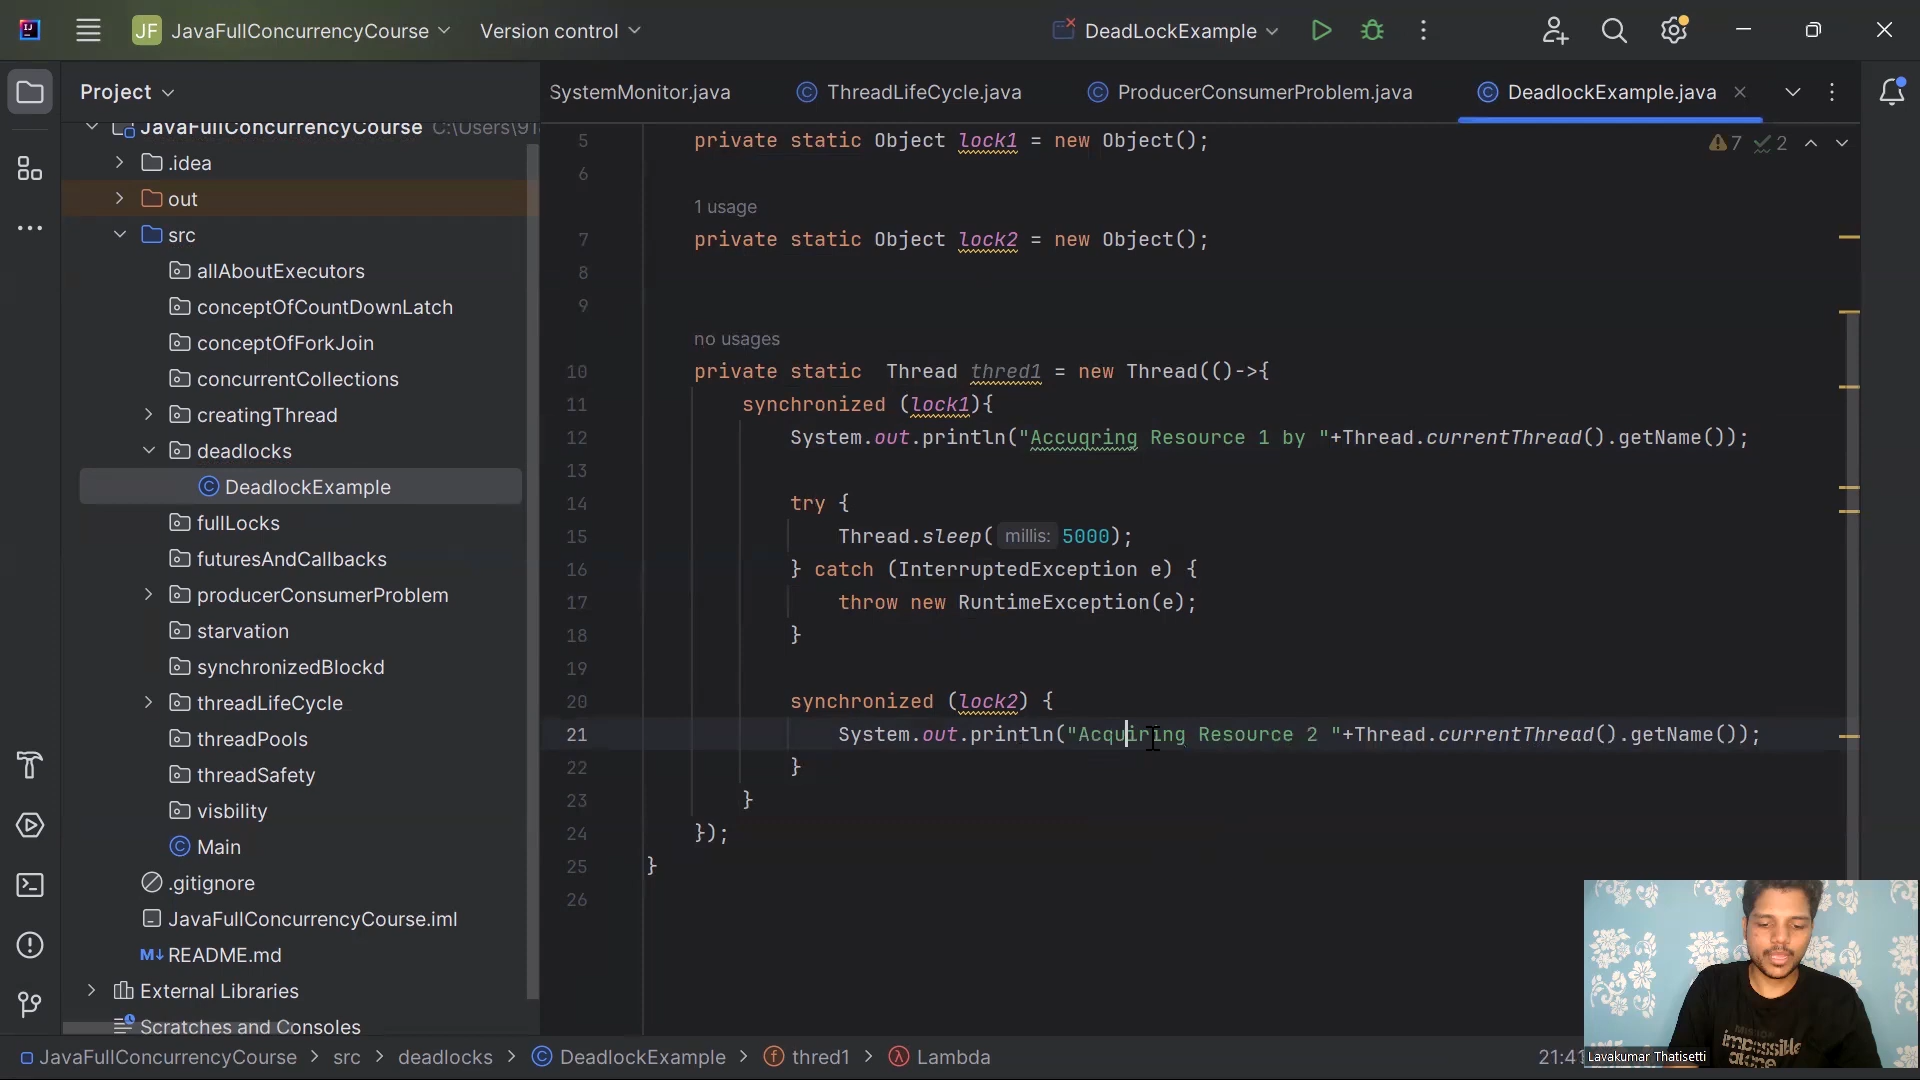 JF JavaFullConcurrencyCourse Version control DeadLockExample
Project
SystemMonitor.java ThreadLifeCycle.java ProducerConsumerProblem.java DeadlockExample.java
JavaFullConcurrencyCourse C:\Users\91
.idea
out
src
allAboutExecutors
conceptOfCountDownLatch
conceptOfForkJoin
concurrentCollections
creatingThread
deadlocks
DeadlockExample
fullLocks
futuresAndCallbacks
producerConsumerProblem
starvation
synchronizedBlockd
threadLifeCycle
threadPools
threadSafety
visbility
Main
.gitignore
JavaFullConcurrencyCourse.iml
M↓ README.md
External Libraries
Scratches and Consoles
7 2
5 private static Object lock1 = new Object();
6
1 usage
7 private static Object lock2 = new Object();
8
9
no usages
10 private static  Thread thred1 = new Thread(()->{
11 synchronized (lock1){
12 System.out.println("Accuqring Resource 1 by "+Thread.currentThread().getName());
13
14 try {
15 Thread.sleep( millis: 5000);
16 } catch (InterruptedException e) {
17 throw new RuntimeException(e);
18 }
19
20 synchronized (lock2) {
21 System.out.println("Acquiring Resource 2 "+Thread.currentThread().getName());
22 }
23 }
24 });
25 }
26
JavaFullConcurrencyCourse > src > deadlocks > DeadlockExample > thred1 > Lambda
21:41
Lavakumar Thatisetti
impossible
alone